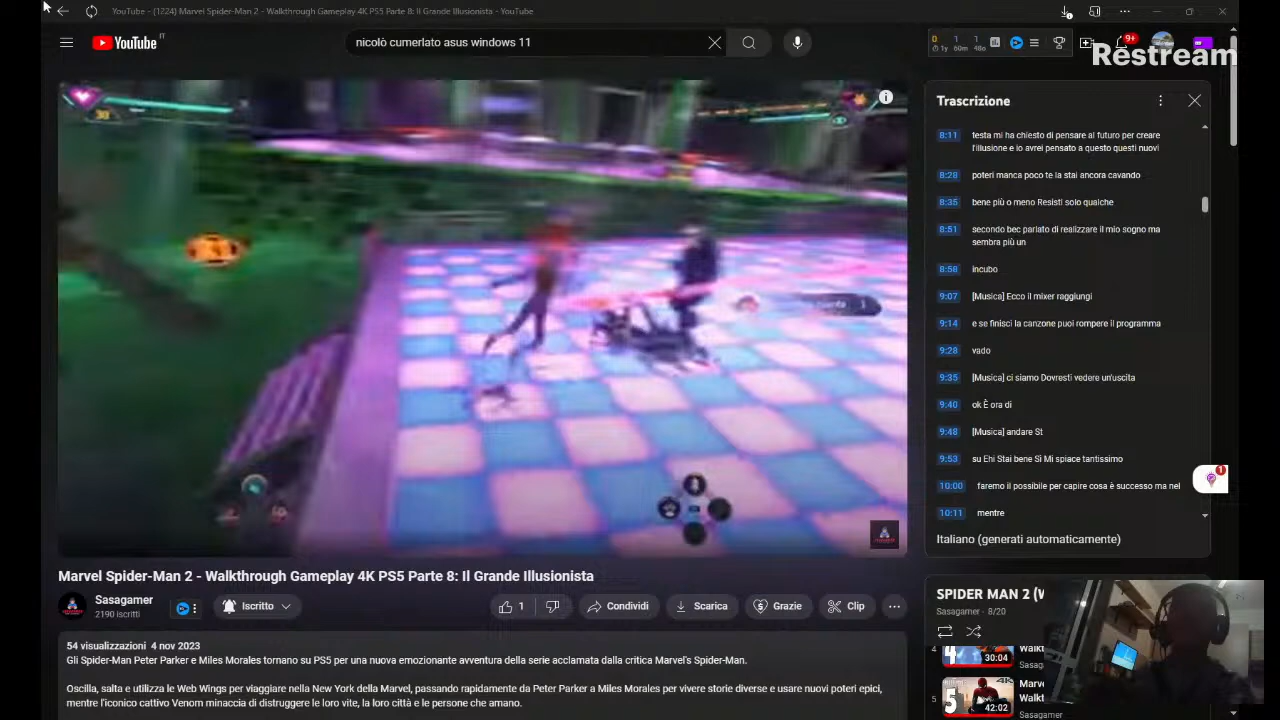 YouTube - (1224) Marvel Spider-Man 2 - Walkthrough Gameplay 4K PS5 Parte 8: Il Grande Illusionista - YouTube
YouTube IT
nicolò cumerlato asus windows 11
9+
Restream
30
Trascrizione
8:11 testa mi ha chiesto di pensare al futuro per creare
l'illusione e io avrei pensato a questo questi nuovi
8:28 poteri manca poco te la stai ancora cavando
8:35 bene più o meno Resisti solo qualche
8:51 secondo bec parlato di realizzare il mio sogno ma
sembra più un
8:58 incubo
9:07 [Musica] Ecco il mixer raggiungi
9:14 e se finisci la canzone puoi rompere il programma
9:28 vado
9:35 [Musica] ci siamo Dovresti vedere un'uscita
9:40 ok È ora di
9:48 [Musica] andare St
9:53 su Ehi Stai bene Sì Mi spiace tantissimo
10:00 faremo il possibile per capire cosa è successo ma nel
10:11 mentre
Italiano (generati automaticamente)
1
Marvel Spider-Man 2 - Walkthrough Gameplay 4K PS5 Parte 8: Il Grande Illusionista
Sasagamer
2190 iscritti
Iscritto
1
Condividi
Scarica
Grazie
Clip
54 visualizzazioni 4 nov 2023
Gli Spider-Man Peter Parker e Miles Morales tornano su PS5 per una nuova emozionante avventura della serie acclamata dalla critica Marvel's Spider-Man.
Oscilla, salta e utilizza le Web Wings per viaggiare nella New York della Marvel, passando rapidamente da Peter Parker a Miles Morales per vivere storie diverse e usare nuovi poteri epici,
mentre l'iconico cattivo Venom minaccia di distruggere le loro vite, la loro città e le persone che amano.
SPIDER MAN 2 (W
Sasagamer - 8/20
4
30:04
Walkt
Sasag
5
42:02
Marve
Walkt
Sasag